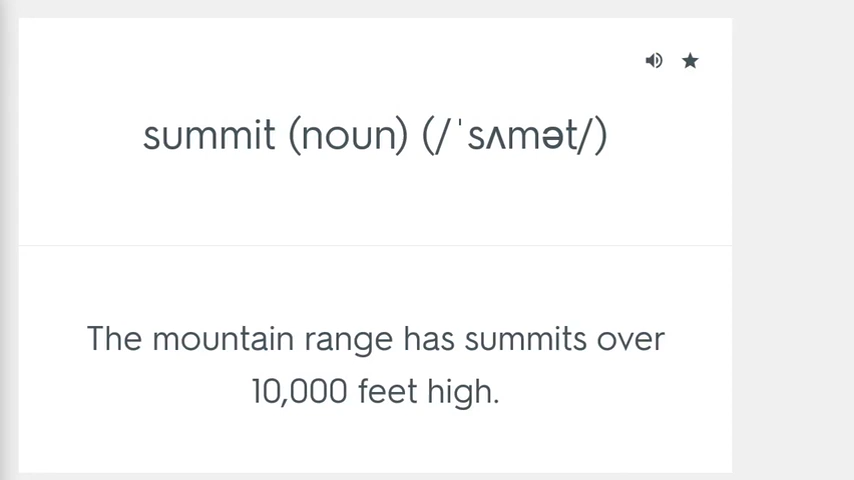 summit (noun) (/ˈsʌmət/)
The mountain range has summits over
10,000 feet high.